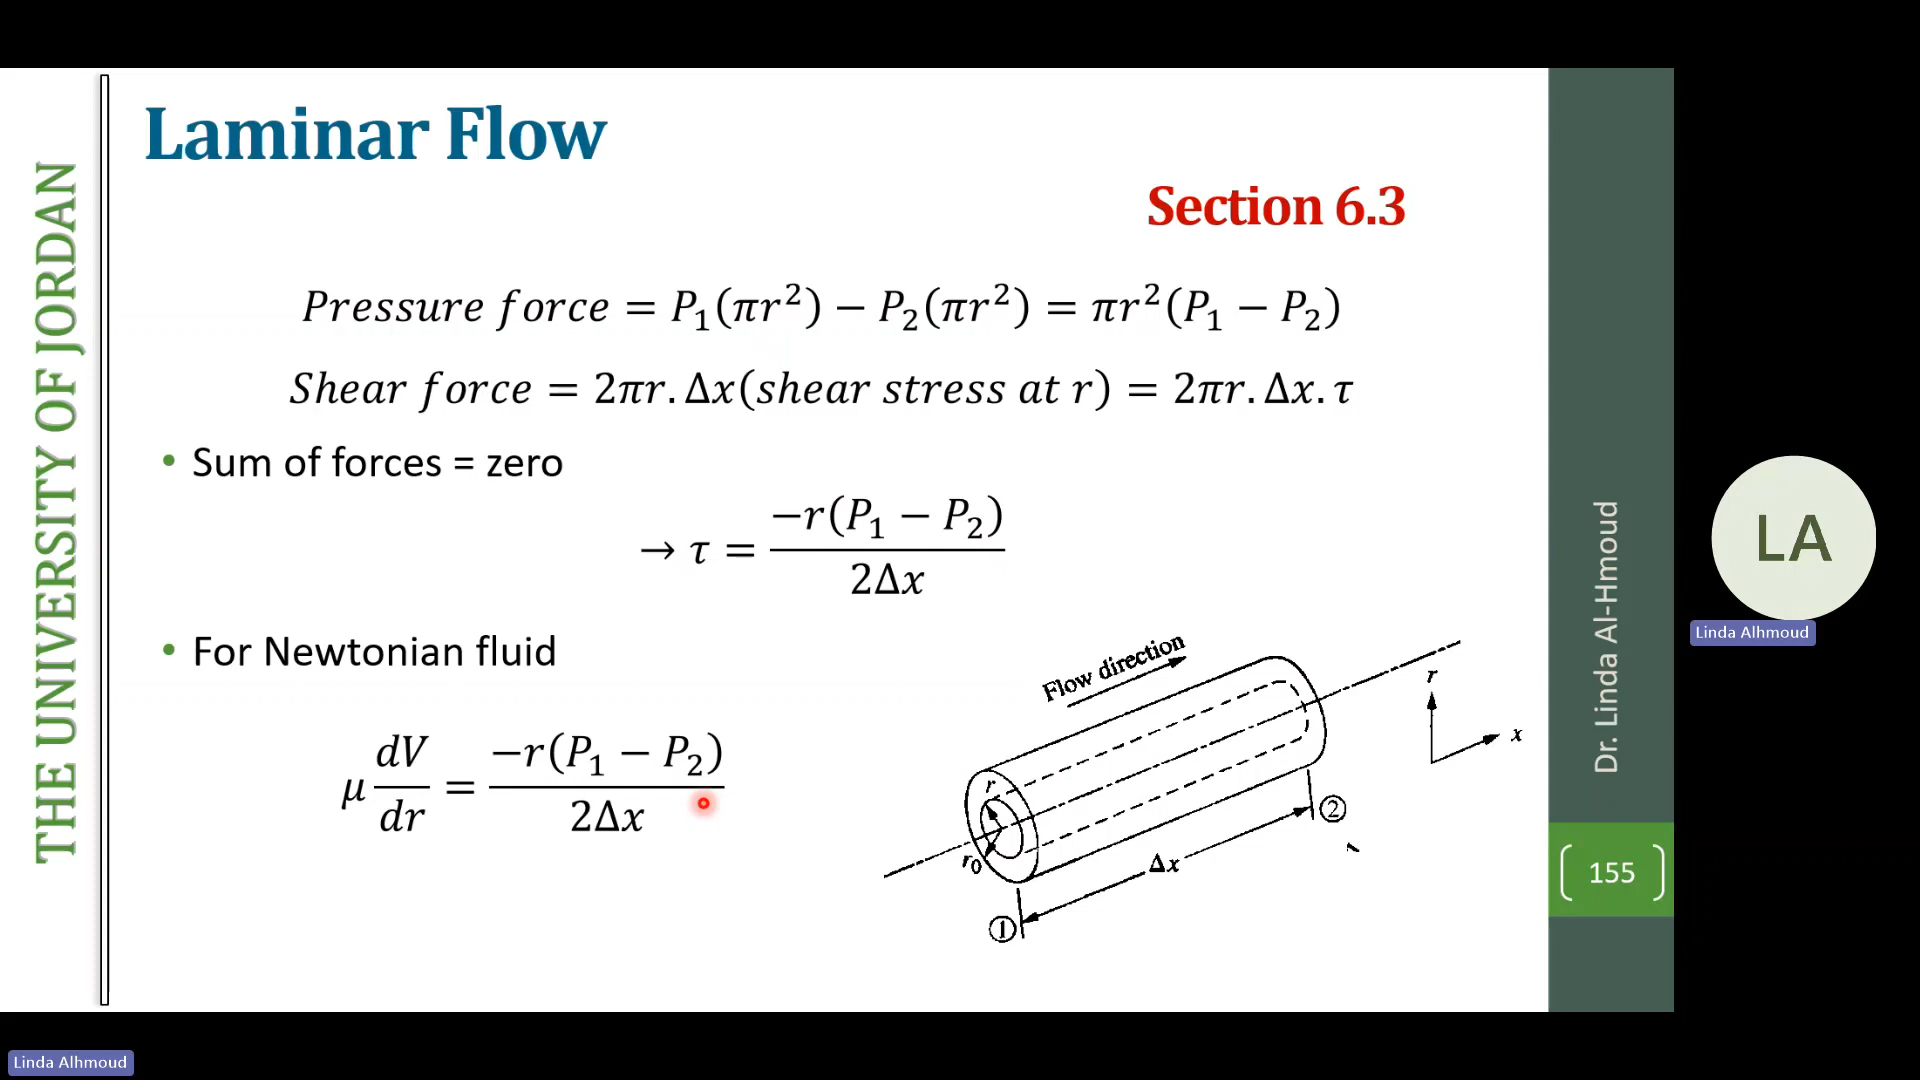 THE UNIVERSITY OF JORDAN
Laminar Flow
Section 6.3
Pressure force = P₁(πr²) − P₂(πr²) = πr²(P₁ − P₂)
Shear force = 2πr. Δx(shear stress at r) = 2πr. Δx. τ
• Sum of forces = zero
→ τ = −r(P₁ − P₂) / 2Δx
• For Newtonian fluid
μ dV/dr = −r(P₁ − P₂) / 2Δx
Flow direction
r
x
r
r₀
Δx
①
②
Dr. Linda Al-Hmoud
155
LA
Linda Alhmoud
Linda Alhmoud